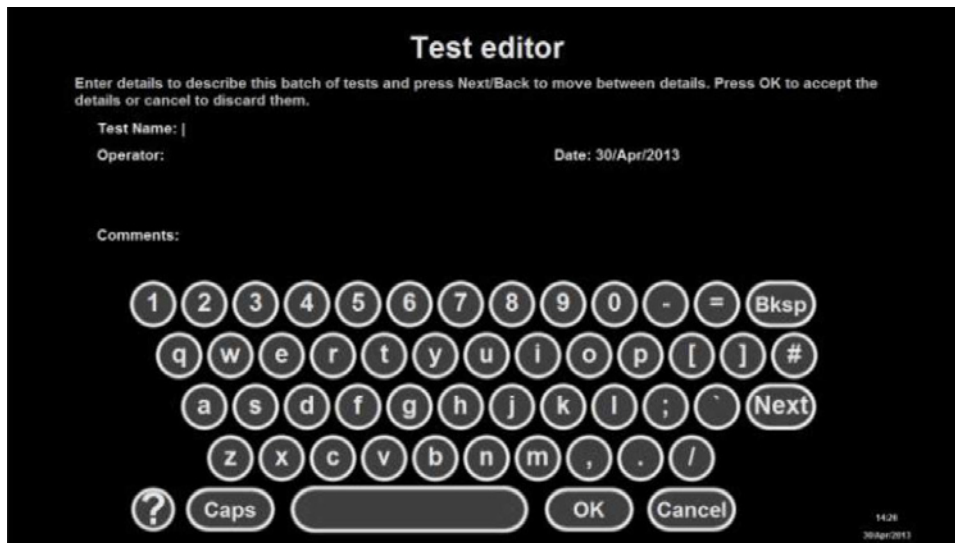 Test editor
Enter details to describe this batch of tests and press Next/Back to move between details. Press OK to accept the
details or cancel to discard them.
Test Name: |
Operator: Date: 30/Apr/2013
Comments:
1 2 3 4 5 6 7 8 9 0 - = Bksp
q w e r t y u i o p [ ] #
a s d f g h j k l ; ` Next
z x c v b n m , . /
? Caps OK Cancel
14:26
30/Apr/2013